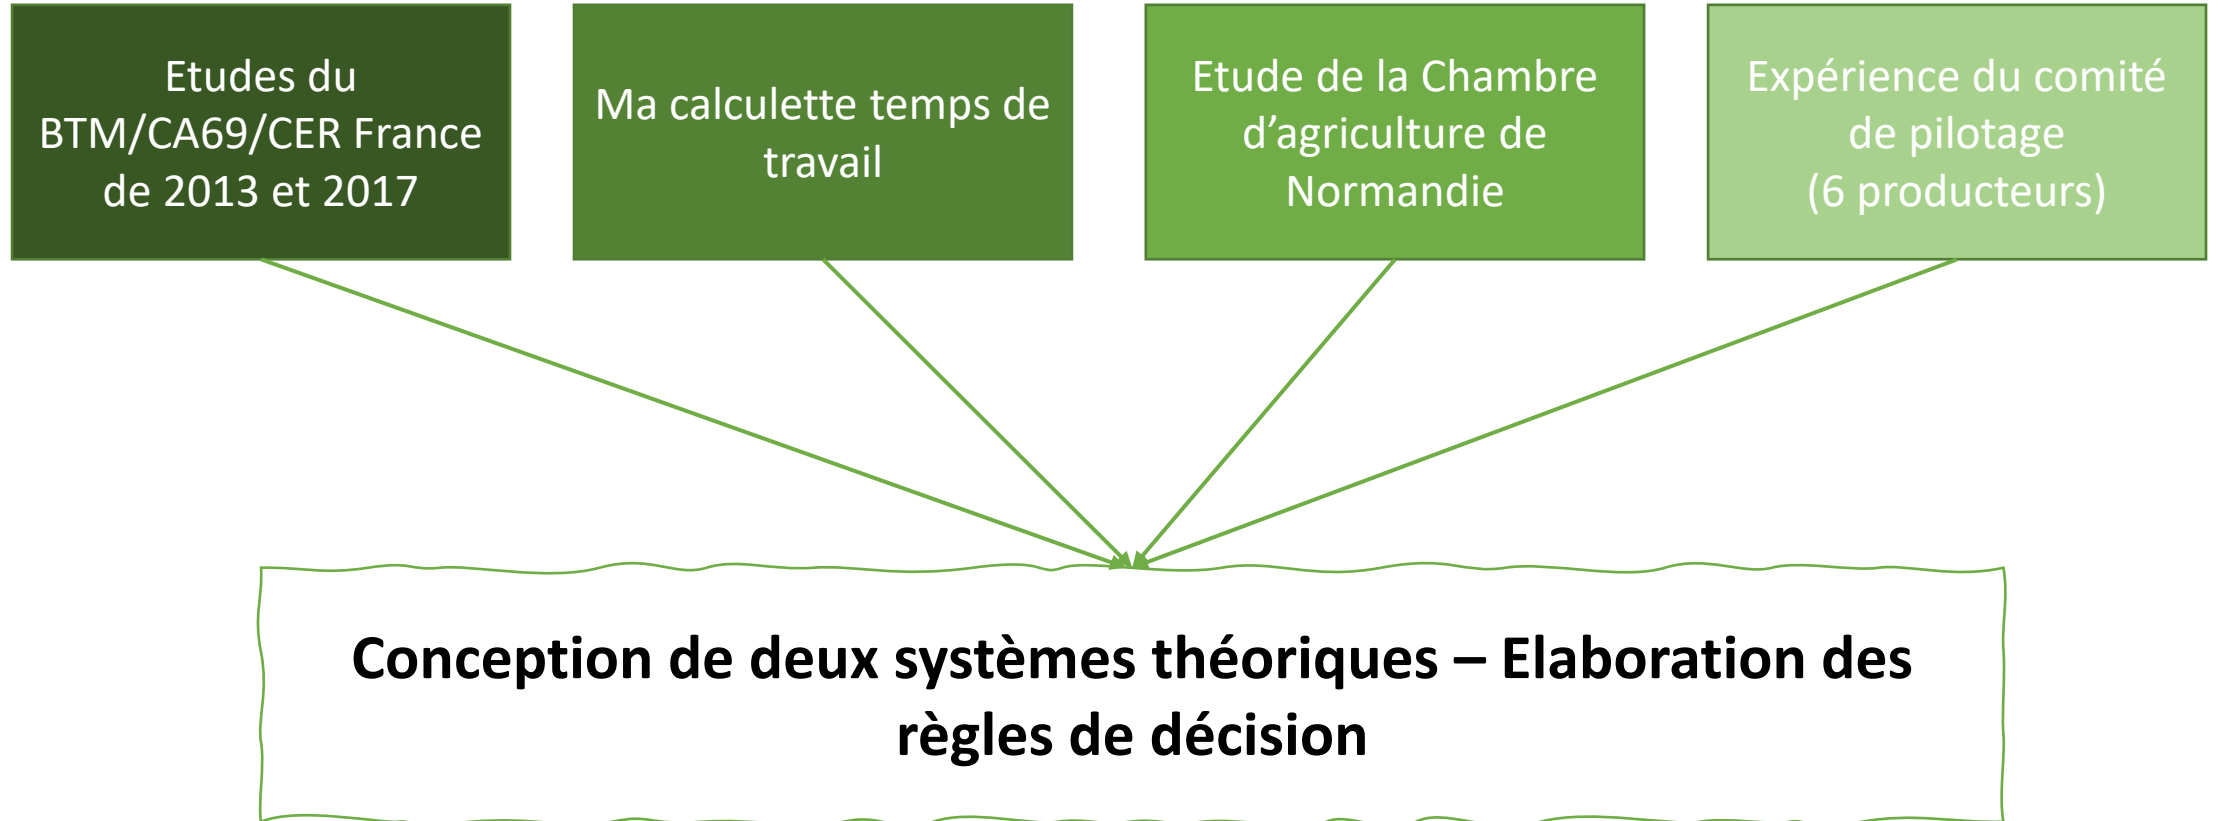 Etudes du
BTM/CA69/CER France
de 2013 et 2017
Ma calculette temps de
travail
Etude de la Chambre
d’agriculture de
Normandie
Expérience du comité
de pilotage
(6 producteurs)
Conception de deux systèmes théoriques – Elaboration des
règles de décision